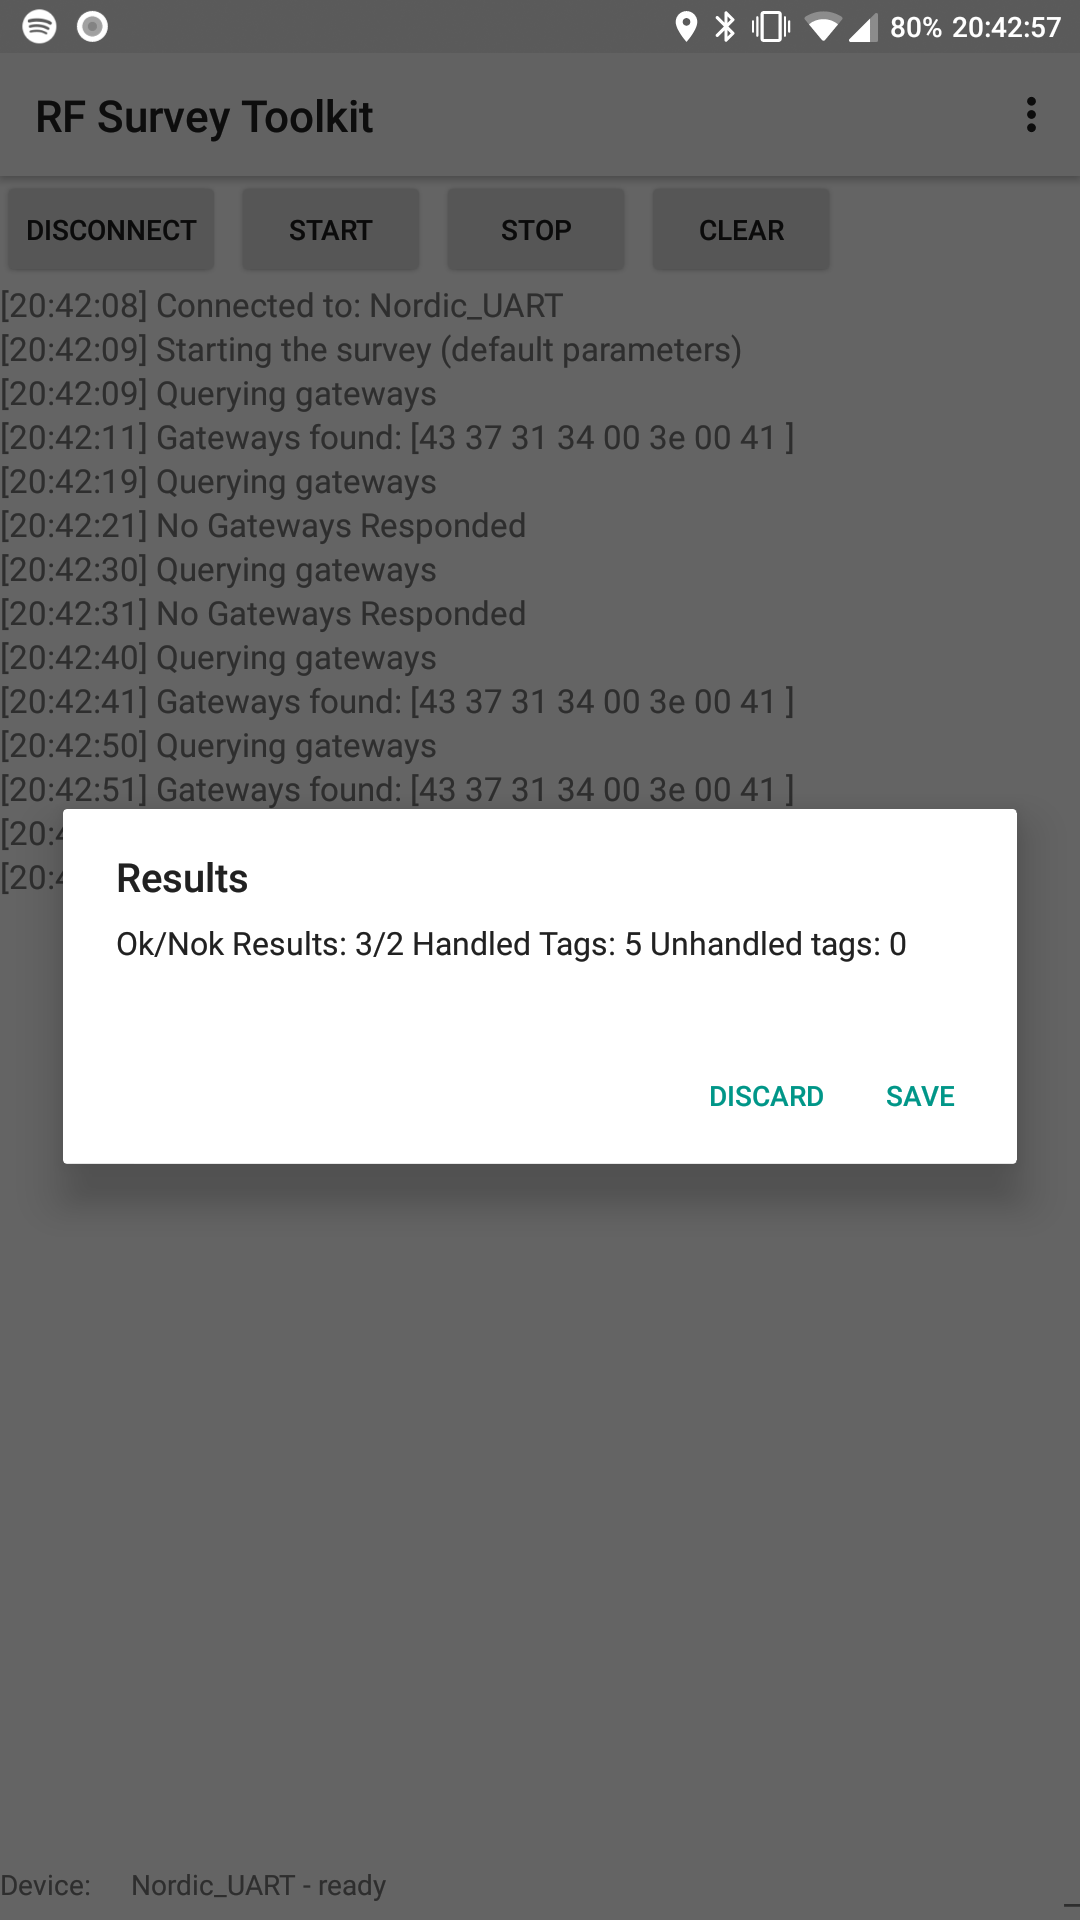 80% 20:42:57
RF Survey Toolkit
DISCONNECT START STOP CLEAR
[20:42:08] Connected to: Nordic_UART
[20:42:09] Starting the survey (default parameters)
[20:42:09] Querying gateways
[20:42:11] Gateways found: [43 37 31 34 00 3e 00 41 ]
[20:42:19] Querying gateways
[20:42:21] No Gateways Responded
[20:42:30] Querying gateways
[20:42:31] No Gateways Responded
[20:42:40] Querying gateways
[20:42:41] Gateways found: [43 37 31 34 00 3e 00 41 ]
[20:42:50] Querying gateways
[20:42:51] Gateways found: [43 37 31 34 00 3e 00 41 ]
[20:4
[20:4
Results
Ok/Nok Results: 3/2 Handled Tags: 5 Unhandled tags: 0
DISCARD SAVE
Device: Nordic_UART - ready